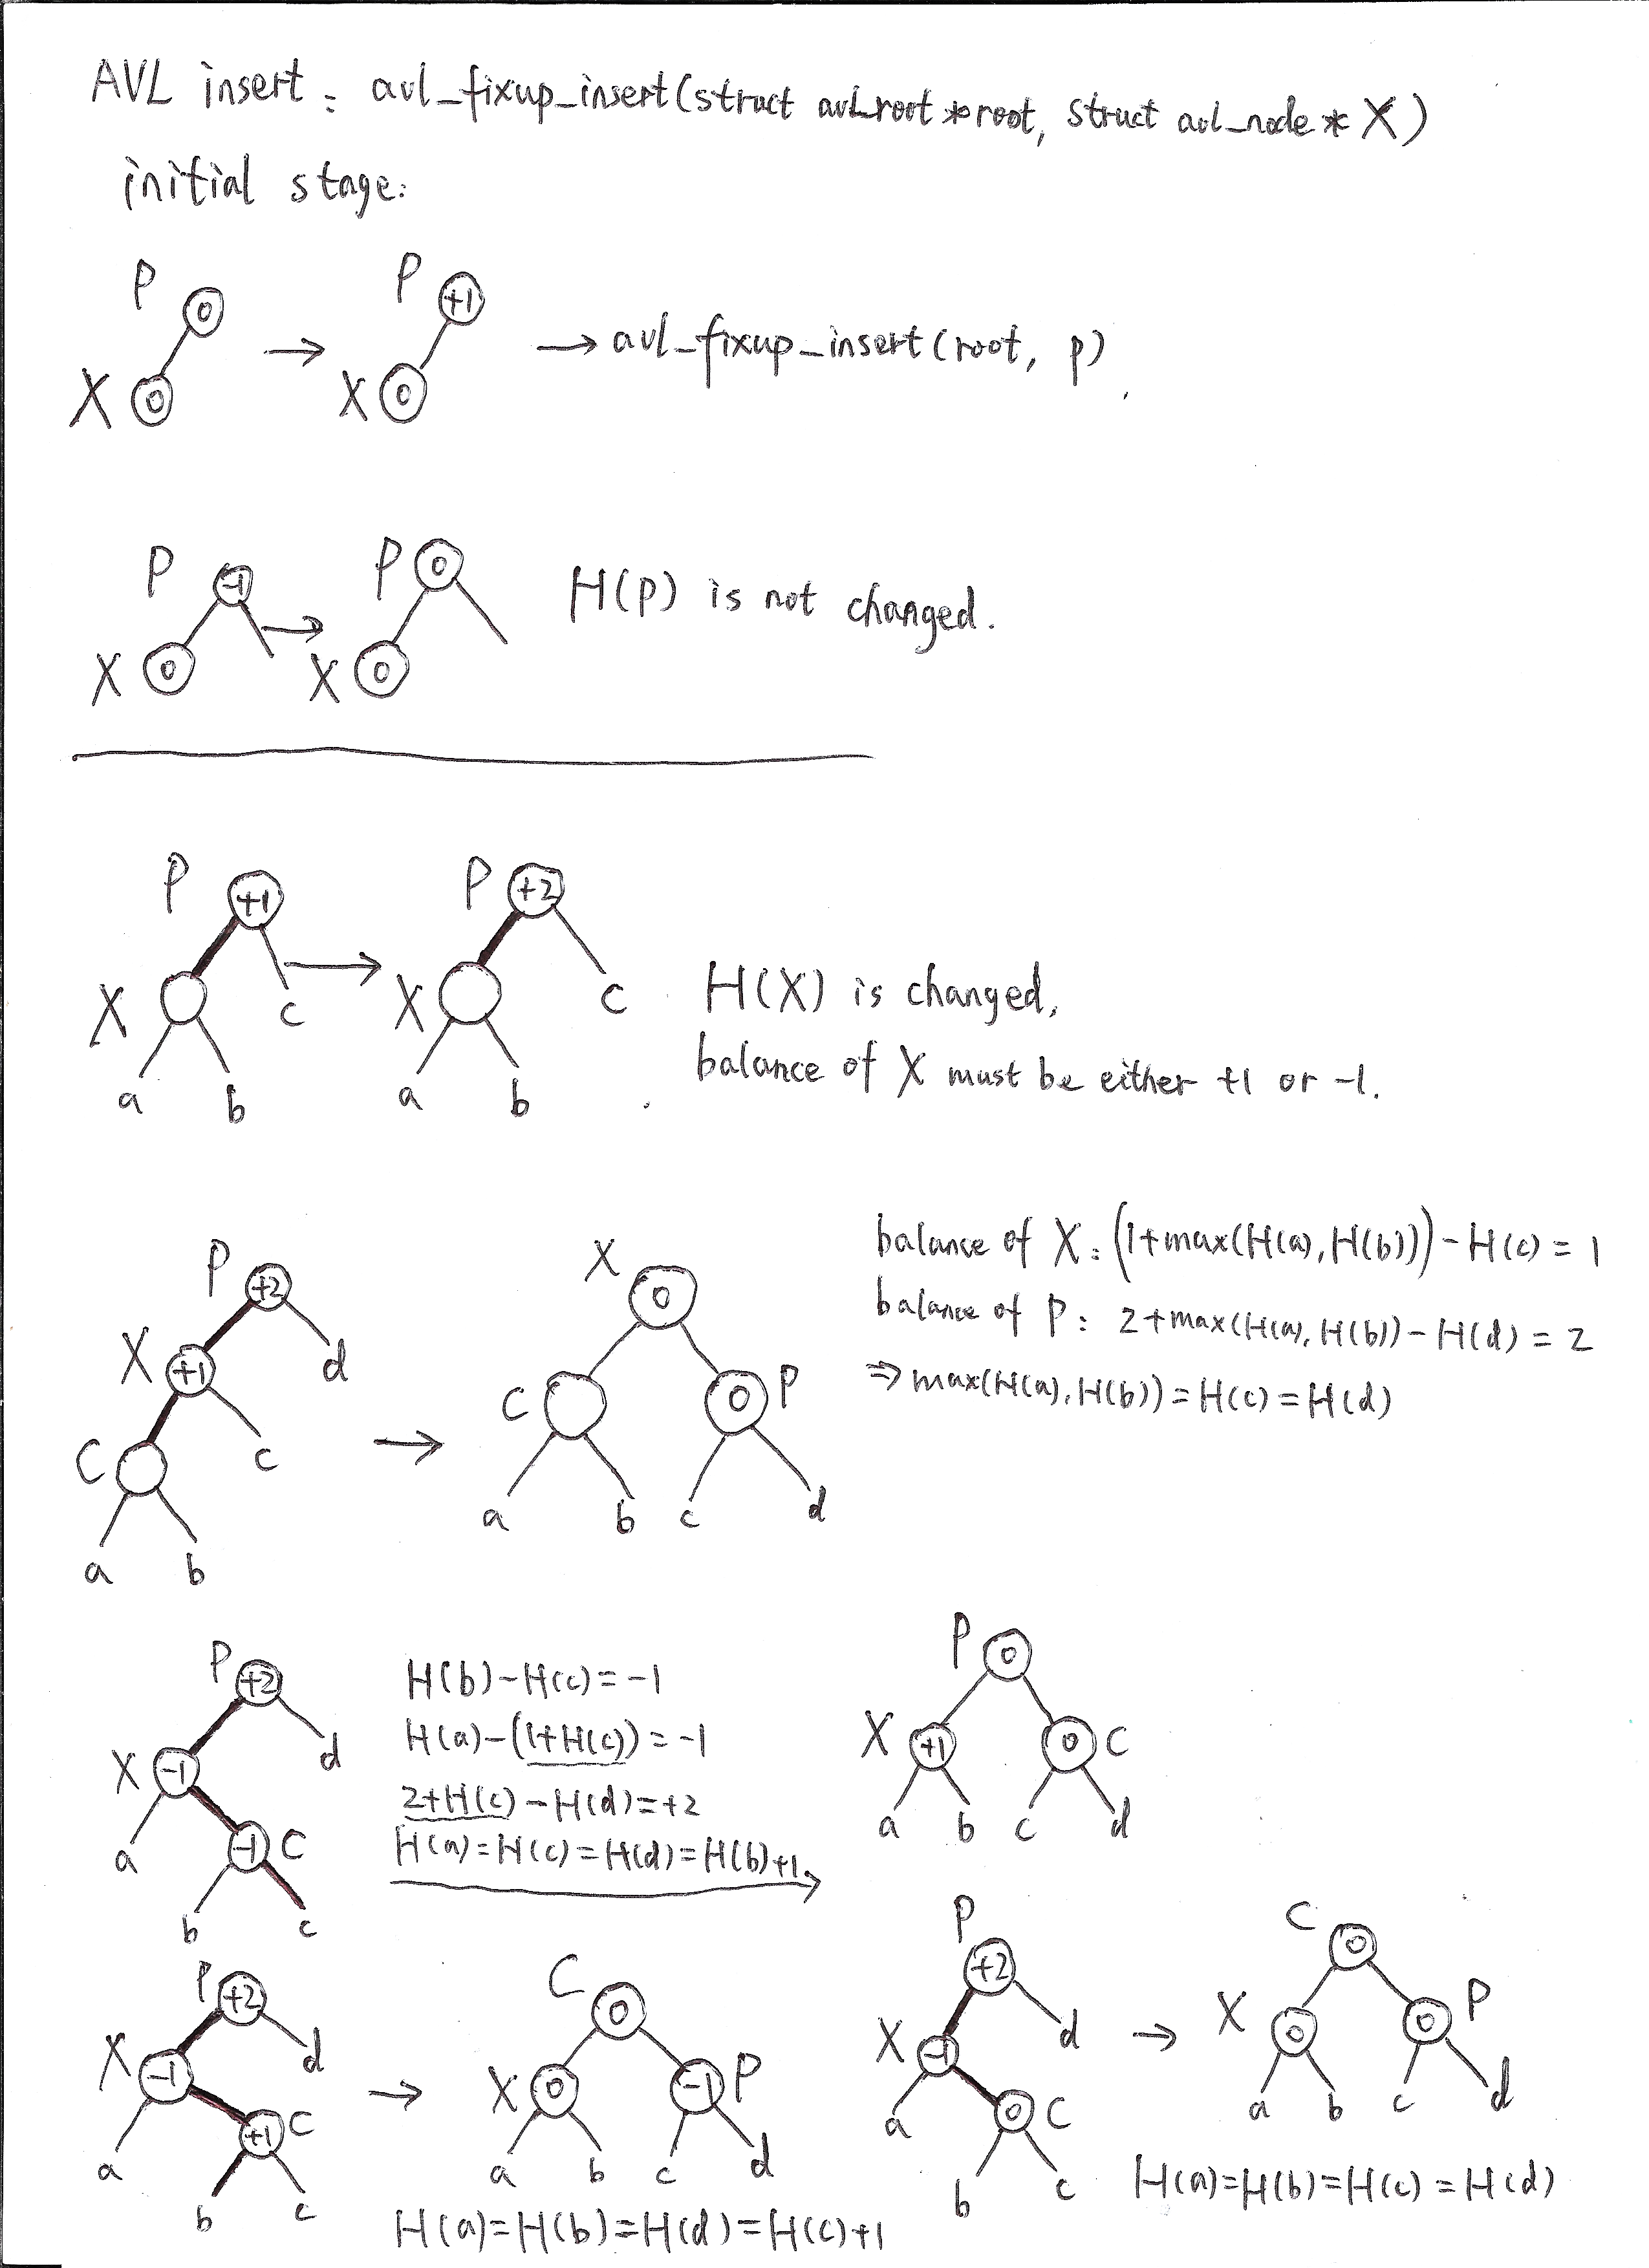 AVL insert: avl_fixup_insert(struct avl_root *root, struct avl_node * X)
initial stage:
P 0
X 0
→
P +1
X 0
→ avl_fixup_insert(root, p)
P -1
X 0
→
P 0
X 0
H(p) is not changed.
P +1
X
c
a b
→
P +2
X
c
a b
H(X) is changed,
balance of X must be either +1 or -1.
P +2
X +1 d
C c
a b
→
X 0
C 0 P
a b c d
balance of X: (1+max(H(a), H(b))) - H(c) = 1
balance of P: 2+max(H(a), H(b)) - H(d) = 2
⇒ max(H(a), H(b)) = H(c) = H(d)
P +2
X -1 d
a -1 C
b c
H(b)-H(c)=-1
H(a)-(1+H(c))=-1
2+H(c)-H(d)=+2
H(a)=H(c)=H(d)=H(b)+1
→
P 0
X +1 0 C
a b c d
P +2
X -1 d
a +1 C
b c
→
C 0
X 0 -1 P
a b c d
H(a)=H(b)=H(d)=H(c)+1
P +2
X -1 d
a 0 C
b c
→
C 0
X 0 0 P
a b c d
H(a)=H(b)=H(c)=H(d)